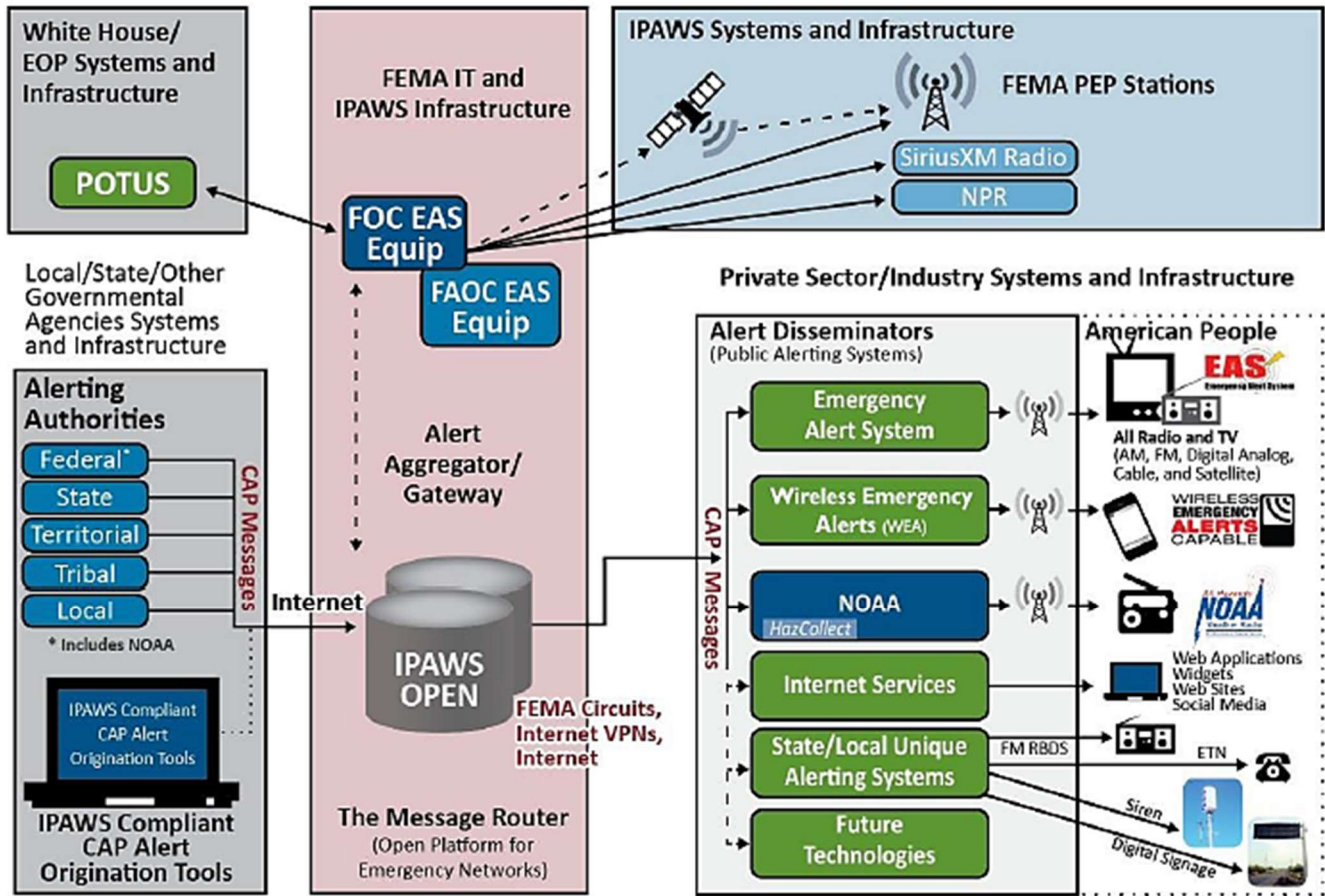 White House/
EOP Systems and
Infrastructure
POTUS
FEMA IT and
IPAWS Infrastructure
FOC EAS
Equip
FAOC EAS
Equip
IPAWS Systems and Infrastructure
FEMA PEP Stations
SiriusXM Radio
NPR
Local/State/Other
Governmental
Agencies Systems
and Infrastructure
Alerting
Authorities
Federal*
State
Territorial
Tribal
Local
* Includes NOAA
CAP Messages
IPAWS Compliant
CAP Alert
Origination Tools
IPAWS Compliant
CAP Alert
Origination Tools
Internet
Alert
Aggregator/
Gateway
IPAWS
OPEN
FEMA Circuits,
Internet VPNs,
Internet
The Message Router
(Open Platform for
Emergency Networks)
Private Sector/Industry Systems and Infrastructure
Alert Disseminators
(Public Alerting Systems)
CAP Messages
Emergency
Alert System
Wireless Emergency
Alerts (WEA)
NOAA
HazCollect
Internet Services
State/Local Unique
Alerting Systems
Future
Technologies
American People
EAS
Emergency Alert System
All Radio and TV
(AM, FM, Digital Analog,
Cable, and Satellite)
WIRELESS
EMERGENCY
ALERTS
CAPABLE
All Hazards
NOAA
Weather Radio
Web Applications
Widgets
Web Sites
Social Media
FM RBDS
ETN
Siren
Digital Signage